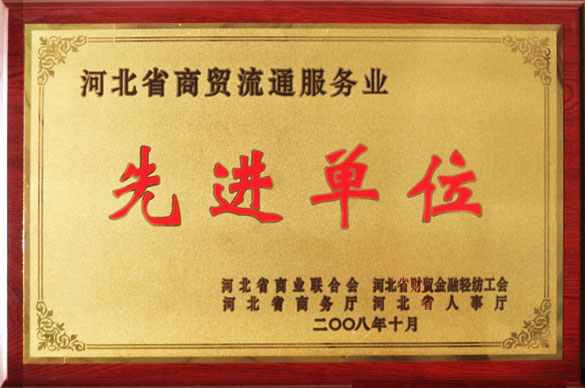 河北省商贸流通服务业
先进单位
河北省商业联合会 河北省财贸金融轻纺工会
河北省商务厅 河北省人事厅
二〇〇八年十月